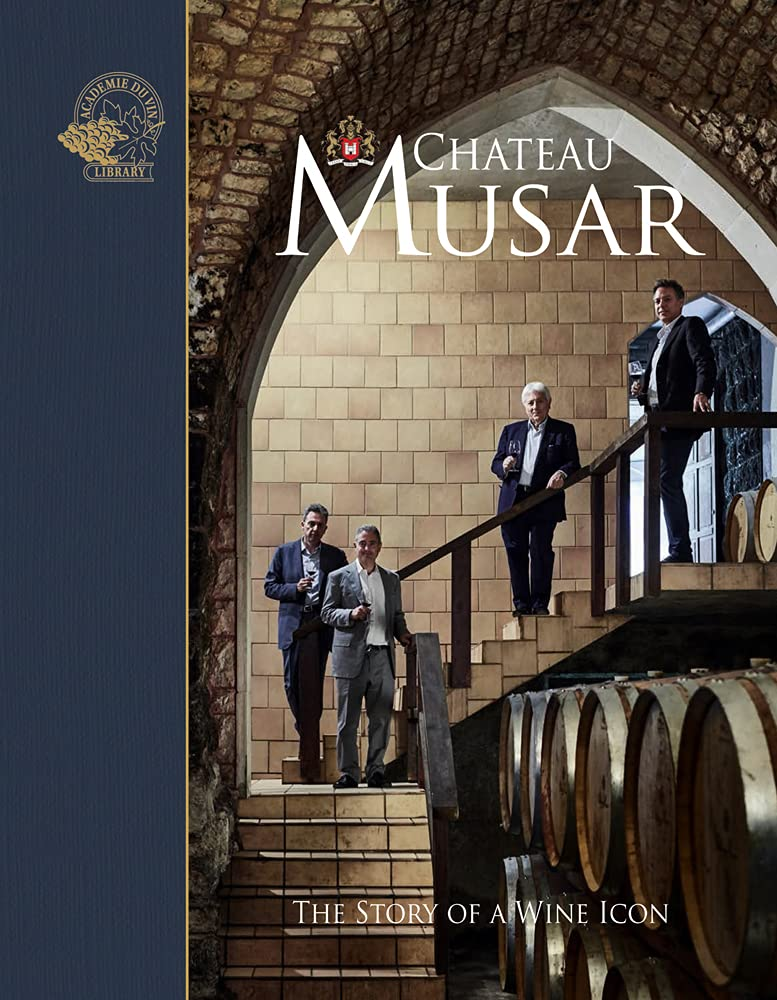 ACADEMIE DU VIN
LIBRARY
CHATEAU
MUSAR
THE STORY OF A WINE ICON